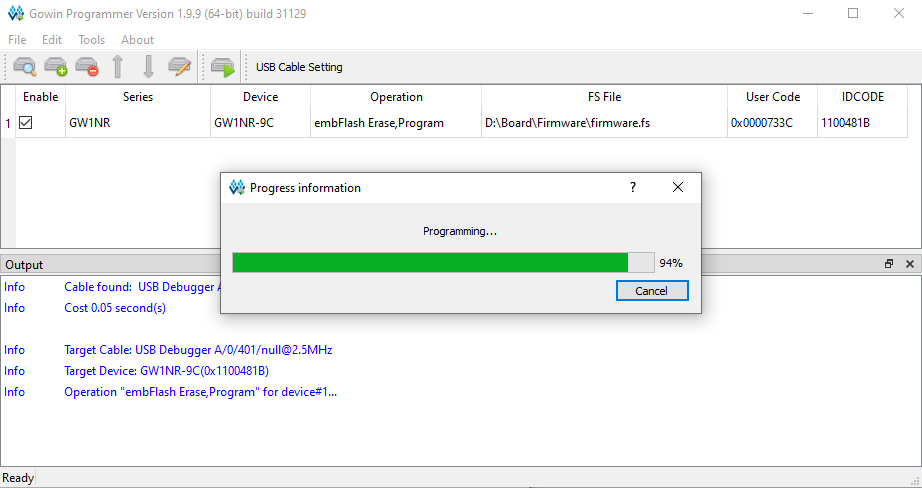 Gowin Programmer Version 1.9.9 (64-bit) build 31129
File Edit Tools About
USB Cable Setting
Enable Series Device Operation FS File User Code IDCODE
1 GW1NR GW1NR-9C embFlash Erase,Program D:\Board\Firmware\firmware.fs 0x0000733C 1100481B
Progress information
?
Programming...
94%
Cancel
Output
Info Cable found: USB Debugger
Info Cost 0.05 second(s)
Info Target Cable: USB Debugger A/0/401/null@2.5MHz
Info Target Device: GW1NR-9C(0x1100481B)
Info Operation "embFlash Erase,Program" for device#1...
Ready